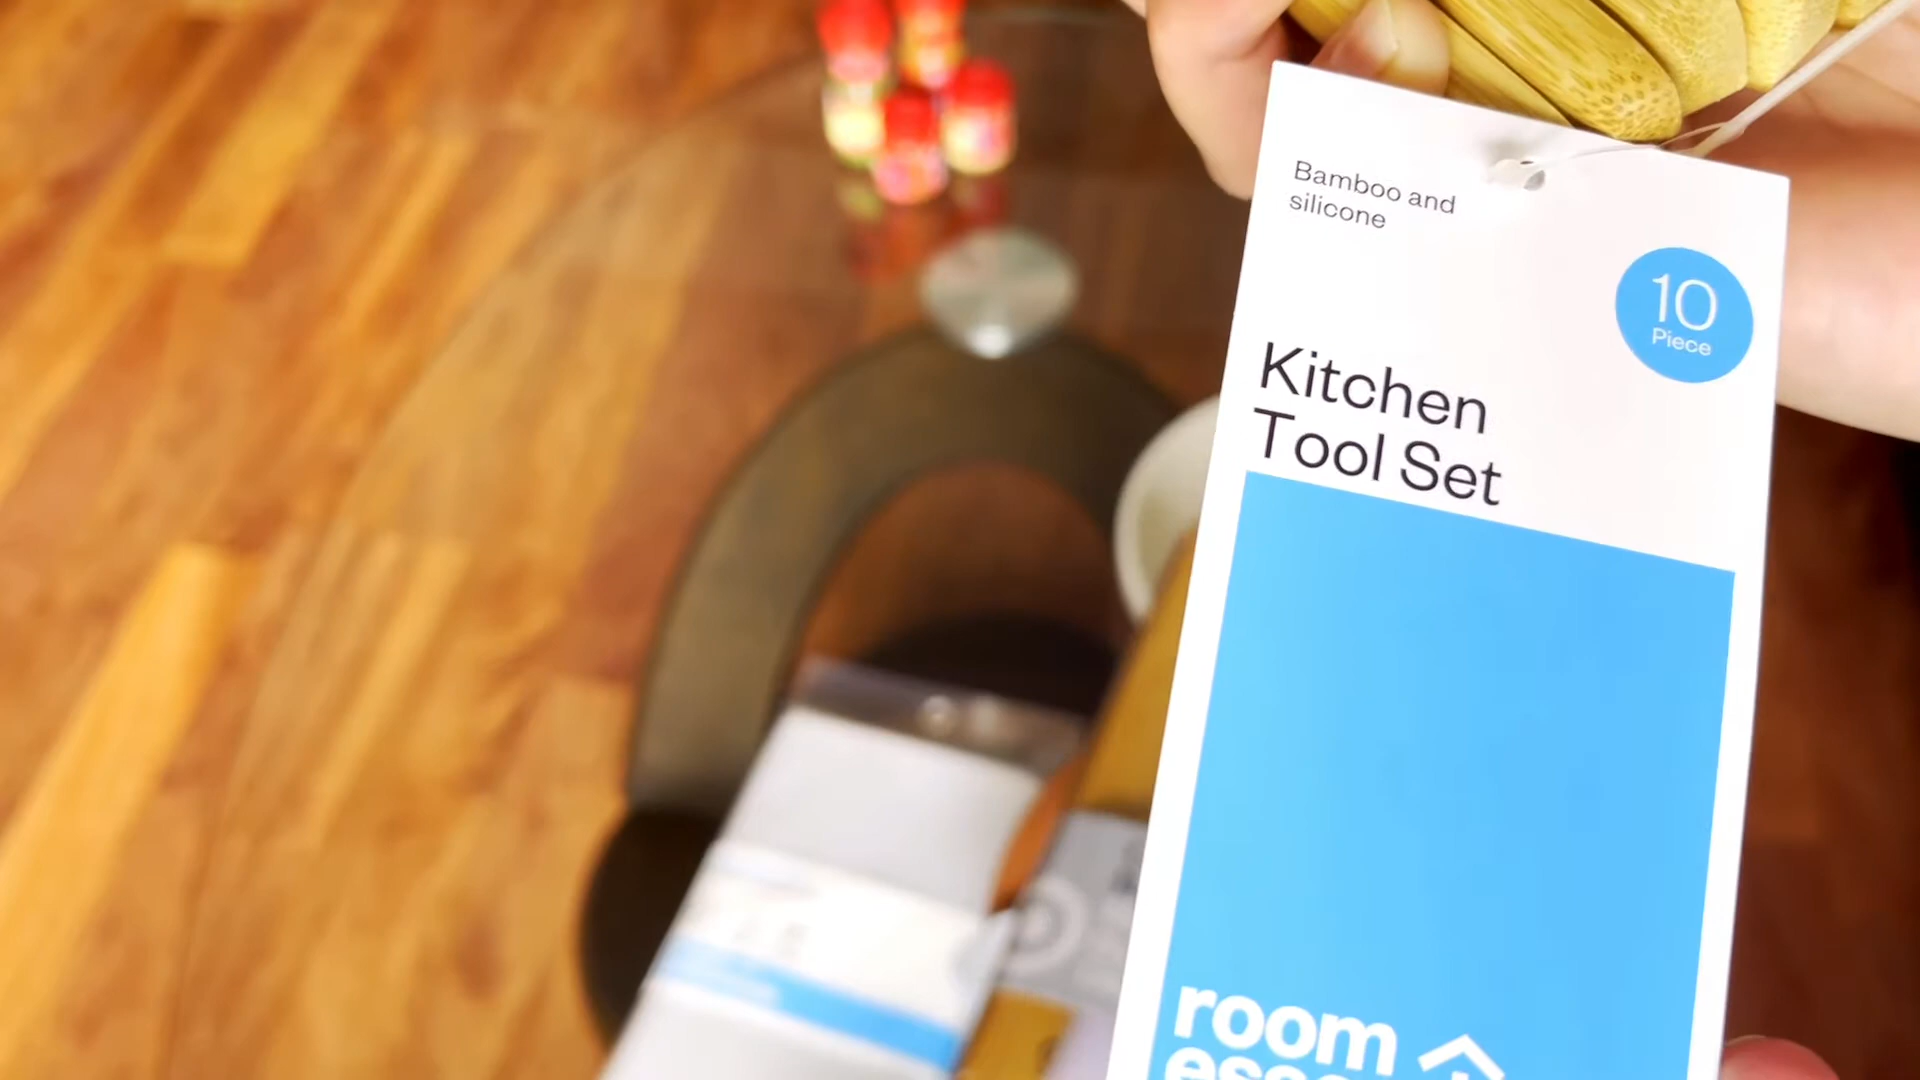 Bamboo and
silicone
10
Piece
Kitchen
Tool Set
room